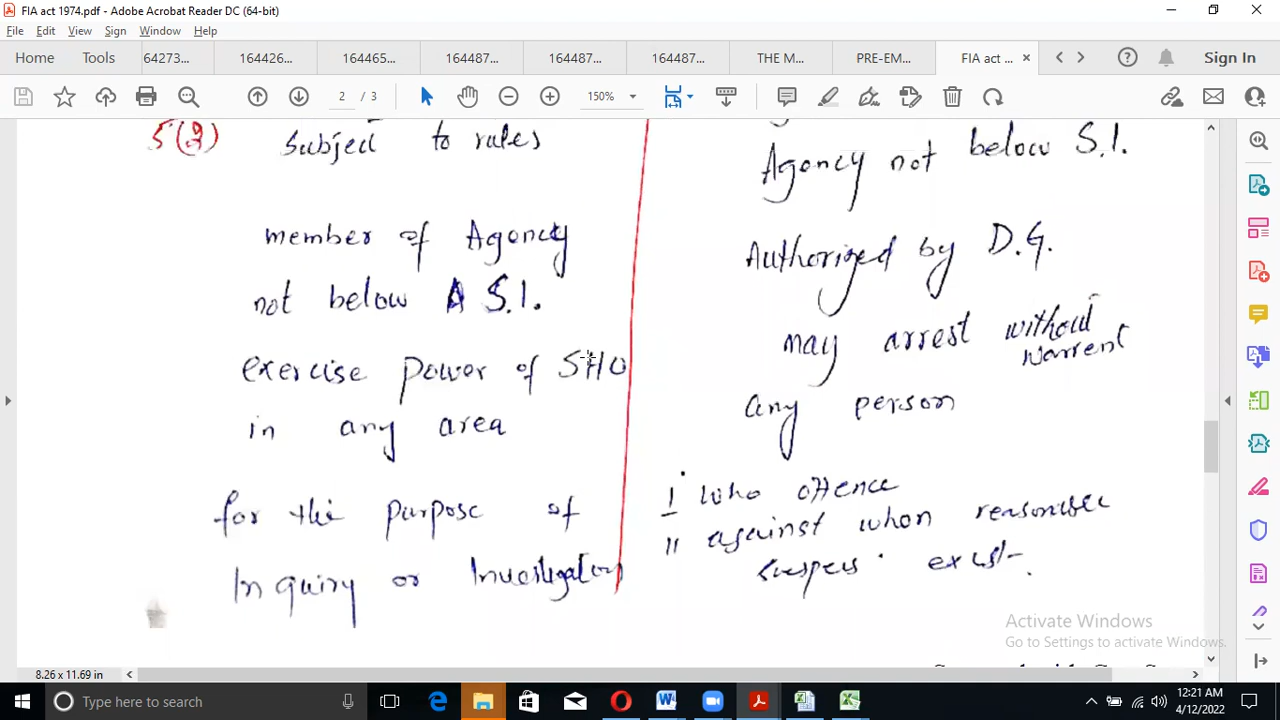 FIA act 1974.pdf - Adobe Acrobat Reader DC (64-bit)
File Edit View Sign Window Help
Home Tools 64273... 164426... 164465... 164487... 164487... 164487... THE M... PRE-EM... FIA act ... × Sign In
2 / 3 150%
5(2) Subject to rules
member of Agency
not below A S.I.
exercise power of SHO
in any area
for the purpose of
Inquiry or Investigation
Agency not below S.I.
Authorized by D.G.
may arrest without
warrent
any person
I who offence
II against whon reasonable
suspers exist
Activate Windows
Go to Settings to activate Windows.
8.26 x 11.69 in
Type here to search
12:21 AM
4/12/2022